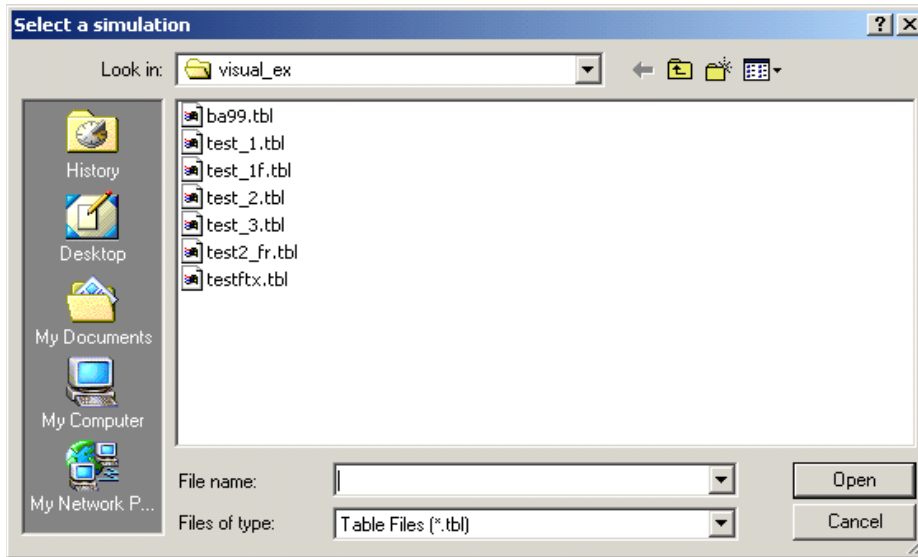 Select a simulation
Look in: visual_ex
History
Desktop
My Documents
My Computer
My Network P...
ba99.tbl
test_1.tbl
test_1f.tbl
test_2.tbl
test_3.tbl
test2_fr.tbl
testftx.tbl
File name:
Open
Files of type: Table Files (*.tbl)
Cancel